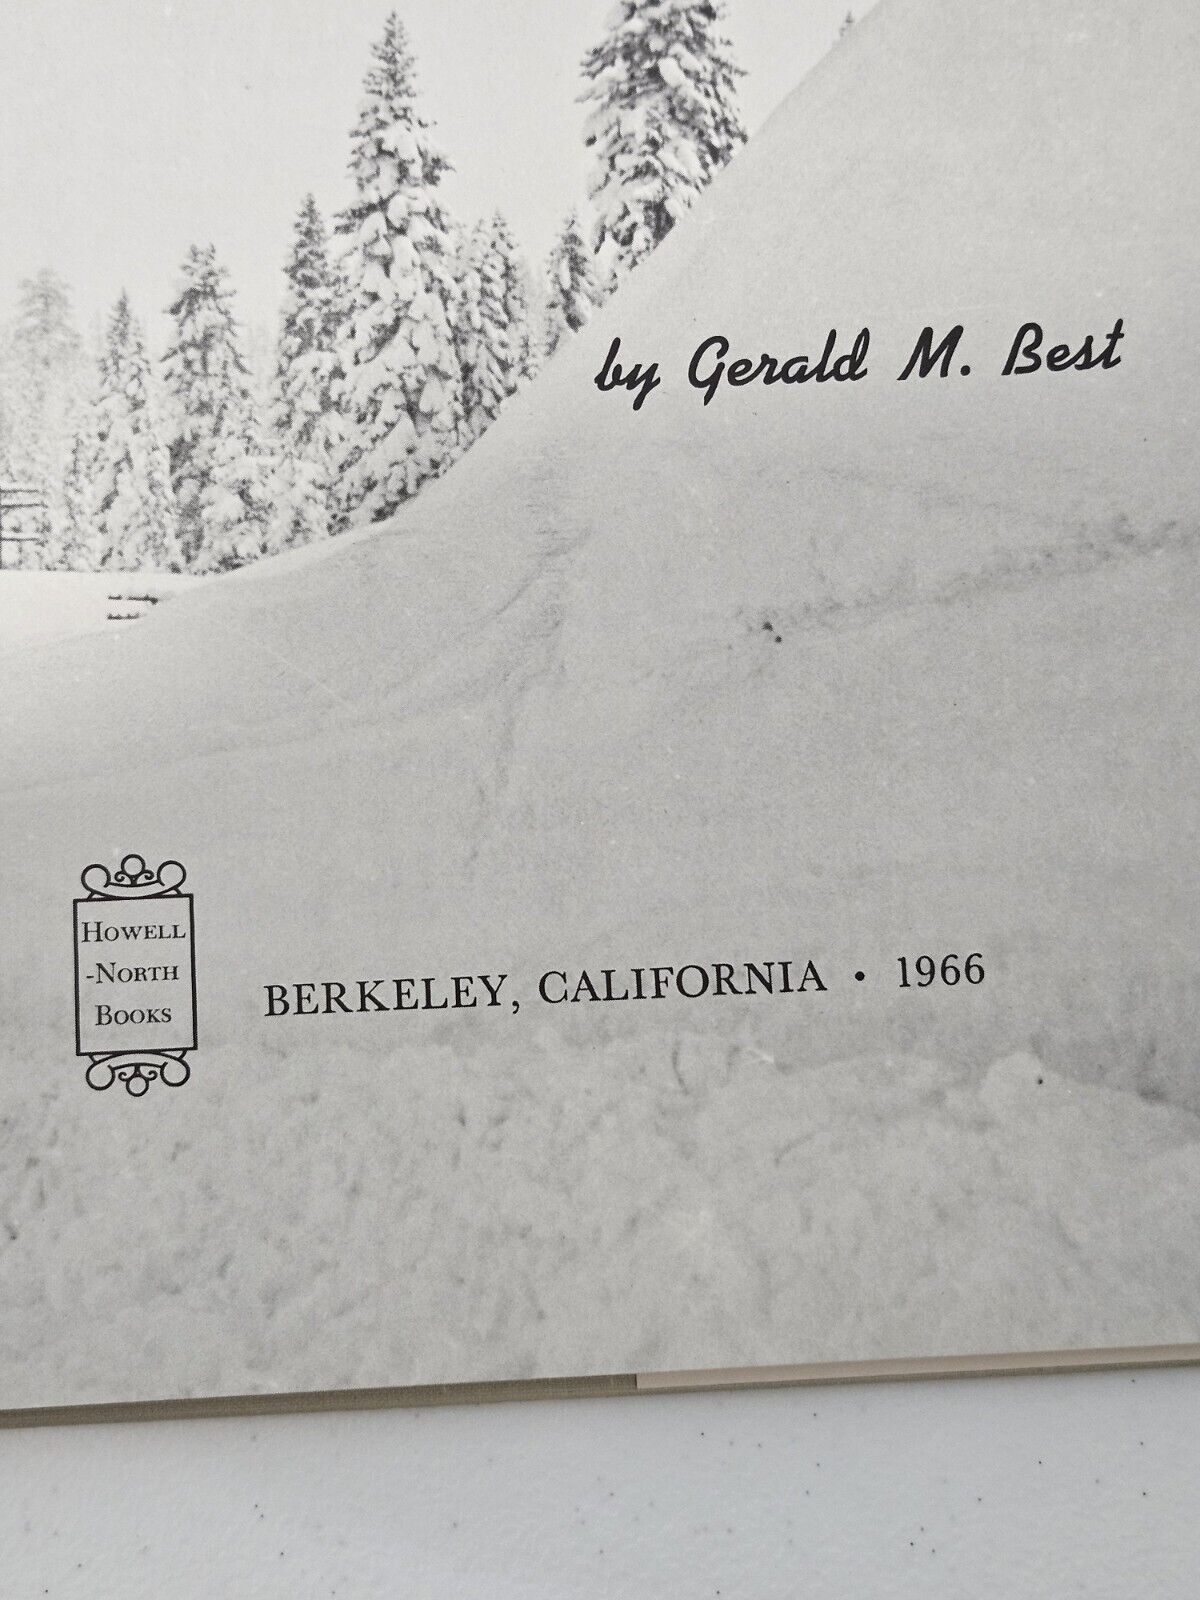 by Gerald M. Best
HOWELL
-NORTH
BOOKS
BERKELEY, CALIFORNIA • 1966